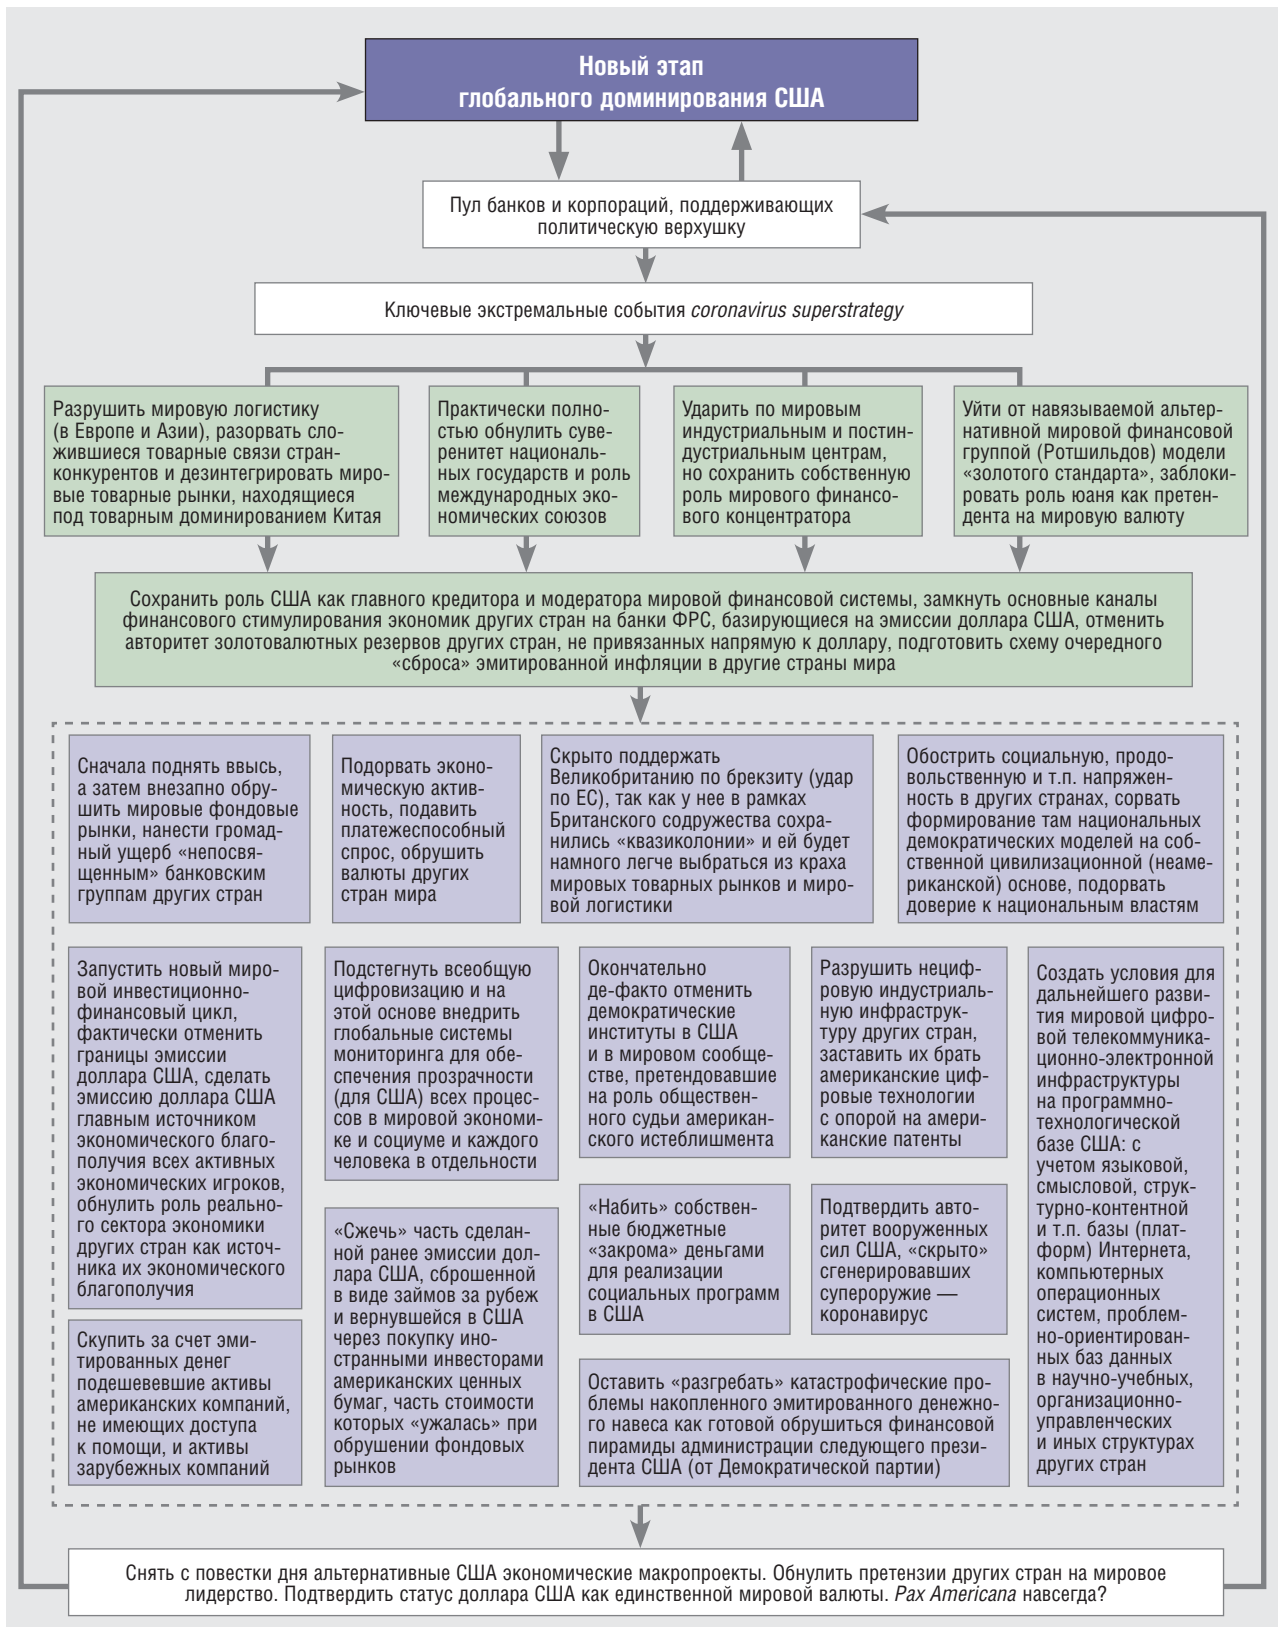 Новый этап
глобального доминирования США
Пул банков и корпораций, поддерживающих
политическую верхушку
Ключевые экстремальные события coronavirus superstrategy
Разрушить мировую логистику
(в Европе и Азии), разорвать сло-
жившиеся товарные связи стран-
конкурентов и дезинтегрировать миро-
вые товарные рынки, находящиеся
под товарным доминированием Китая
Практически полно-
стью обнулить суве-
ренитет националь-
ных государств и роль
международных эко-
номических союзов
Ударить по мировым
индустриальным и постин-
дустриальным центрам,
но сохранить собственную
роль мирового финансо-
вого концентратора
Уйти от навязываемой альтер-
нативной мировой финансовой
группой (Ротшильдов) модели
«золотого стандарта», заблоки-
ровать роль юаня как претен-
дента на мировую валюту
Сохранить роль США как главного кредитора и модератора мировой финансовой системы, замкнуть основные каналы
финансового стимулирования экономик других стран на банки ФРС, базирующиеся на эмиссии доллара США, отменить
авторитет золотовалютных резервов других стран, не привязанных напрямую к доллару, подготовить схему очередного
«сброса» эмитированной инфляции в другие страны мира
Сначала поднять ввысь,
а затем внезапно обру-
шить мировые фондовые
рынки, нанести громад-
ный ущерб «непосвя-
щенным» банковским
группам других стран
Подорвать эконо-
мическую актив-
ность, подавить
платежеспособный
спрос, обрушить
валюты других
стран мира
Скрыто поддержать
Великобританию по брекзиту (удар
по ЕС), так как у нее в рамках
Британского содружества сохра-
нились «квазиколонии» и ей будет
намного легче выбраться из краха
мировых товарных рынков и миро-
вой логистики
Обострить социальную, продо-
вольственную и т.п. напряжен-
ность в других странах, сорвать
формирование там национальных
демократических моделей на соб-
ственной цивилизационной (неаме-
риканской) основе, подорвать
доверие к национальным властям
Запустить новый миро-
вой инвестиционно-
финансовый цикл,
фактически отменить
границы эмиссии
доллара США, сделать
эмиссию доллара США
главным источником
экономического благо-
получия всех активных
экономических игроков,
обнулить роль реально-
го сектора экономики
других стран как источ-
ника их экономического
благополучия
Скупить за счет эми-
тированных денег
подешевевшие активы
американских компаний,
не имеющих доступа
к помощи, и активы
зарубежных компаний
Подстегнуть всеобщую
цифровизацию и на
этой основе внедрить
глобальные системы
мониторинга для обе-
спечения прозрачности
(для США) всех процес-
сов в мировой экономи-
ке и социуме и каждого
человека в отдельности
«Сжечь» часть сделан-
ной ранее эмиссии дол-
лара США, сброшенной
в виде займов за рубеж
и вернувшейся в США
через покупку ино-
странными инвесторами
американских ценных
бумаг, часть стоимости
которых «ужалась» при
обрушении фондовых
рынков
Окончательно
де-факто отменить
демократические
институты в США
и в мировом сообще-
стве, претендовавшие
на роль обществен-
ного судьи американ-
ского истеблишмента
Разрушить нециф-
ровую индустриаль-
ную инфраструк-
туру других стран,
заставить их брать
американские циф-
ровые технологии
с опорой на амери-
канские патенты
«Набить» собствен-
ные бюджетные
«закрома» деньгами
для реализации
социальных программ
в США
Подтвердить авто-
ритет вооруженных
сил США, «скрыто»
сгенерировавших
супероружие —
коронавирус
Оставить «разгребать» катастрофические про-
блемы накопленного эмитированного денежно-
го навеса как готовой обрушиться финансовой
пирамиды администрации следующего прези-
дента США (от Демократической партии)
Создать условия для
дальнейшего разви-
тия мировой цифро-
вой телекоммуника-
ционно-электронной
инфраструктуры
на программно-
технологической
базе США: с
учетом языковой,
смысловой, струк-
турно-контентной
и т.п. базы (плат-
форм) Интернета,
компьютерных
операционных
систем, проблем-
но-ориентирован-
ных баз данных
в научно-учебных,
организационно-
управленческих
и иных структурах
других стран
Снять с повестки дня альтернативные США экономические макропроекты. Обнулить претензии других стран на мировое
лидерство. Подтвердить статус доллара США как единственной мировой валюты. Pax Americana навсегда?